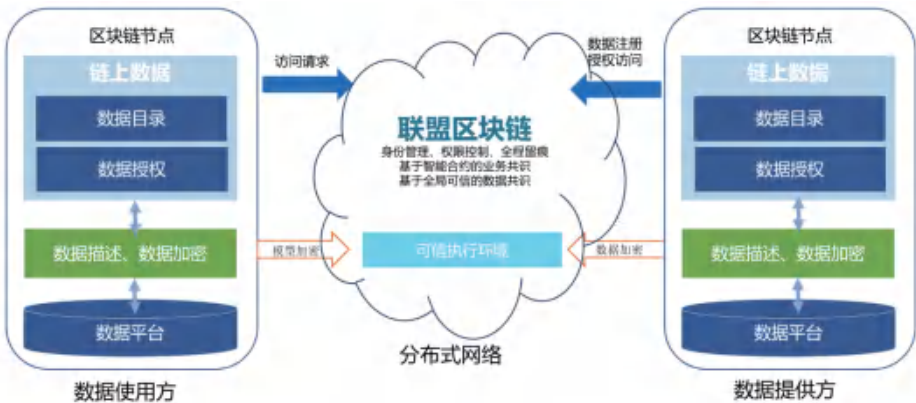 区块链节点
链上数据
数据目录
数据授权
数据描述、数据加密
数据平台
数据使用方
访问请求
模型加密
联盟区块链
身份管理、权限控制、全程留痕
基于智能合约的业务共识
基于全局可信的数据共识
可信执行环境
分布式网络
数据注册
授权访问
数据加密
区块链节点
链上数据
数据目录
数据授权
数据描述、数据加密
数据平台
数据提供方